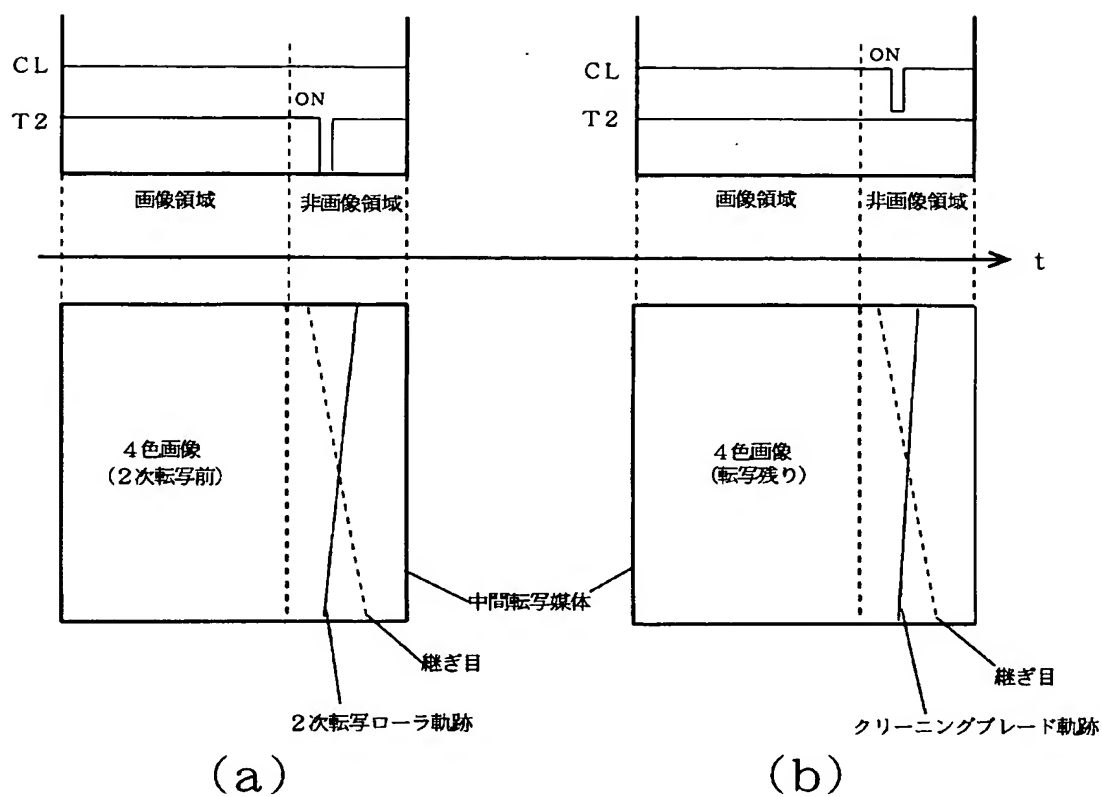 CL
ON
T2
画像領域
非画像領域
ON
CL
T2
画像領域
非画像領域
t
4色画像
(2次転写前)
4色画像
(転写残り)
中間転写媒体
継ぎ目
2次転写ローラ軌跡
継ぎ目
クリーニングブレード軌跡
(a)
(b)